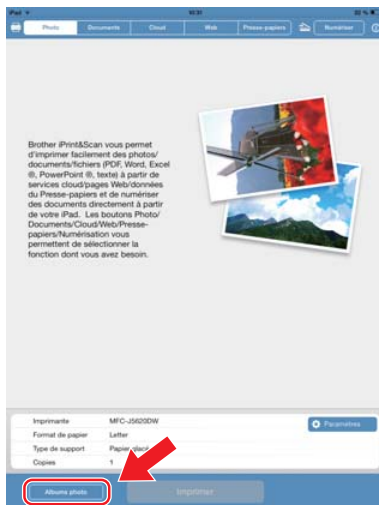 iPad
10:31
Photo Documents Cloud Web Presse-papiers Numériser
Brother iPrint&Scan vous permet
d'imprimer facilement des photos/
documents/fichiers (PDF, Word, Excel
®, PowerPoint ®, texte) à partir de
services cloud/pages Web/données
du Presse-papiers et de numériser
des documents directement à partir
de votre iPad. Les boutons Photo/
Documents/Cloud/Web/Presse-
papiers/Numérisation vous
permettent de sélectionner la
fonction dont vous avez besoin.
Imprimante MFC-J5620DW
Paramètres
Format de papier Letter
Type de support Papier glacé
Copies 1
Albums photo Imprimer